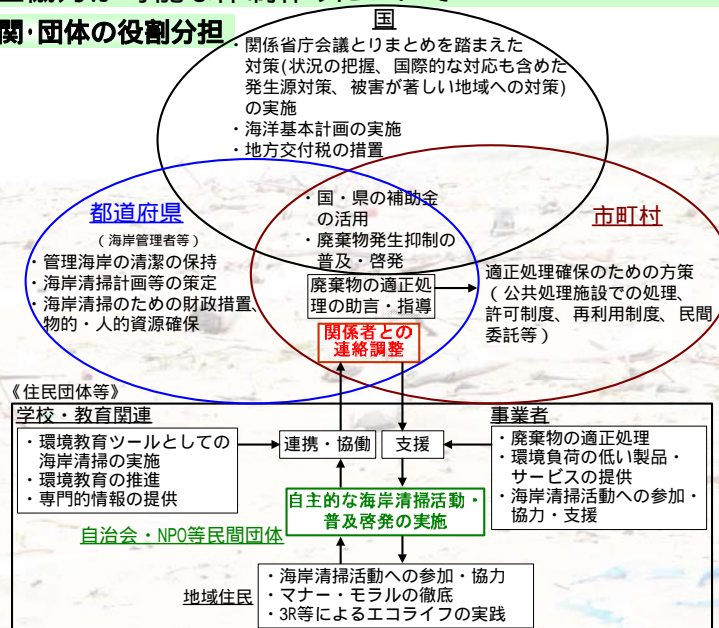 関・団体の役割分担
国
・関係省庁会議とりまとめを踏まえた
対策(状況の把握、国際的な対応も含めた
発生源対策、被害が著しい地域への対策)
の実施
・海洋基本計画の実施
・地方交付税の措置
都道府県
（海岸管理者等）
・管理海岸の清潔の保持
・海岸清掃計画等の策定
・海岸清掃のための財政措置、
物的・人的資源確保
・国・県の補助金
の活用
・廃棄物発生抑制の
普及・啓発
市町村
廃棄物の適正処
理の助言・指導
適正処理確保のための方策
（公共処理施設での処理、
許可制度、再利用制度、民間
委託等）
関係者との
連絡調整
《住民団体等》
学校・教育関連
・環境教育ツールとしての
海岸清掃の実施
・環境教育の推進
・専門的情報の提供
連携・協働
支援
事業者
・廃棄物の適正処理
・環境負荷の低い製品・
サービスの提供
・海岸清掃活動への参加・
協力・支援
自主的な海岸清掃活動・
普及啓発の実施
自治会・NPO等民間団体
地域住民
・海岸清掃活動への参加・協力
・マナー・モラルの徹底
・3R等によるエコライフの実践